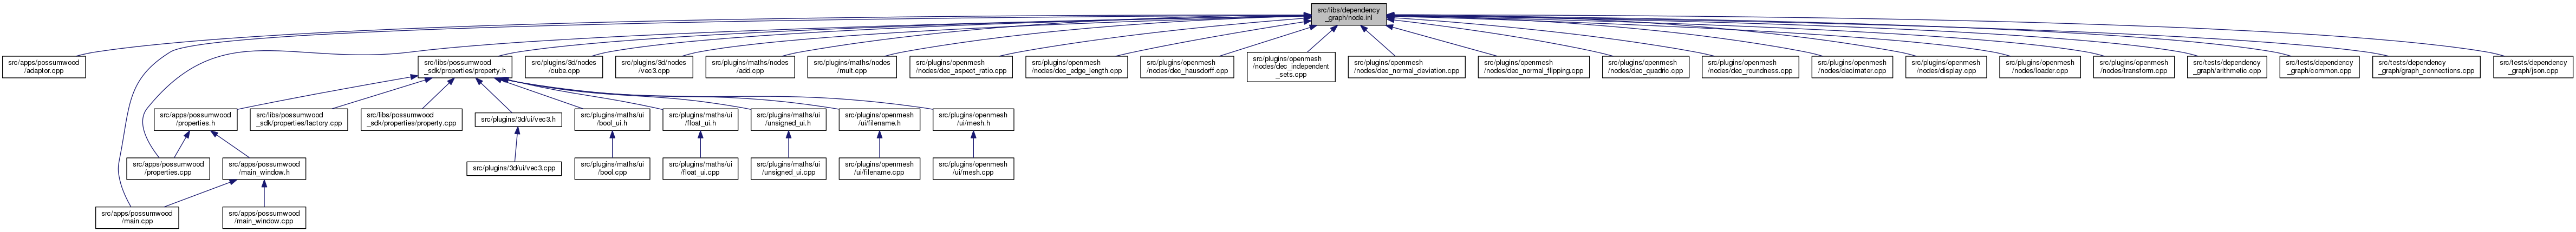 src/libs/dependency
_graph/node.inl
src/apps/possumwood
/adaptor.cpp
src/libs/possumwood
_sdk/properties/property.h
src/plugins/3d/nodes
/cube.cpp
src/plugins/3d/nodes
/vec3.cpp
src/plugins/maths/nodes
/add.cpp
src/plugins/maths/nodes
/mult.cpp
src/plugins/openmesh
/nodes/dec_aspect_ratio.cpp
src/plugins/openmesh
/nodes/dec_edge_length.cpp
src/plugins/openmesh
/nodes/dec_hausdorff.cpp
src/plugins/openmesh
/nodes/dec_independent
_sets.cpp
src/plugins/openmesh
/nodes/dec_normal_deviation.cpp
src/plugins/openmesh
/nodes/dec_normal_flipping.cpp
src/plugins/openmesh
/nodes/dec_quadric.cpp
src/plugins/openmesh
/nodes/dec_roundness.cpp
src/plugins/openmesh
/nodes/decimater.cpp
src/plugins/openmesh
/nodes/display.cpp
src/plugins/openmesh
/nodes/loader.cpp
src/plugins/openmesh
/nodes/transform.cpp
src/tests/dependency
_graph/arithmetic.cpp
src/tests/dependency
_graph/common.cpp
src/tests/dependency
_graph/graph_connections.cpp
src/tests/dependency
_graph/json.cpp
src/apps/possumwood
/properties.h
src/libs/possumwood
_sdk/properties/factory.cpp
src/libs/possumwood
_sdk/properties/property.cpp
src/plugins/3d/ui/vec3.h
src/plugins/maths/ui
/bool_ui.h
src/plugins/maths/ui
/float_ui.h
src/plugins/maths/ui
/unsigned_ui.h
src/plugins/openmesh
/ui/filename.h
src/plugins/openmesh
/ui/mesh.h
src/apps/possumwood
/properties.cpp
src/apps/possumwood
/main_window.h
src/plugins/3d/ui/vec3.cpp
src/plugins/maths/ui
/bool.cpp
src/plugins/maths/ui
/float_ui.cpp
src/plugins/maths/ui
/unsigned_ui.cpp
src/plugins/openmesh
/ui/filename.cpp
src/plugins/openmesh
/ui/mesh.cpp
src/apps/possumwood
/main.cpp
src/apps/possumwood
/main_window.cpp